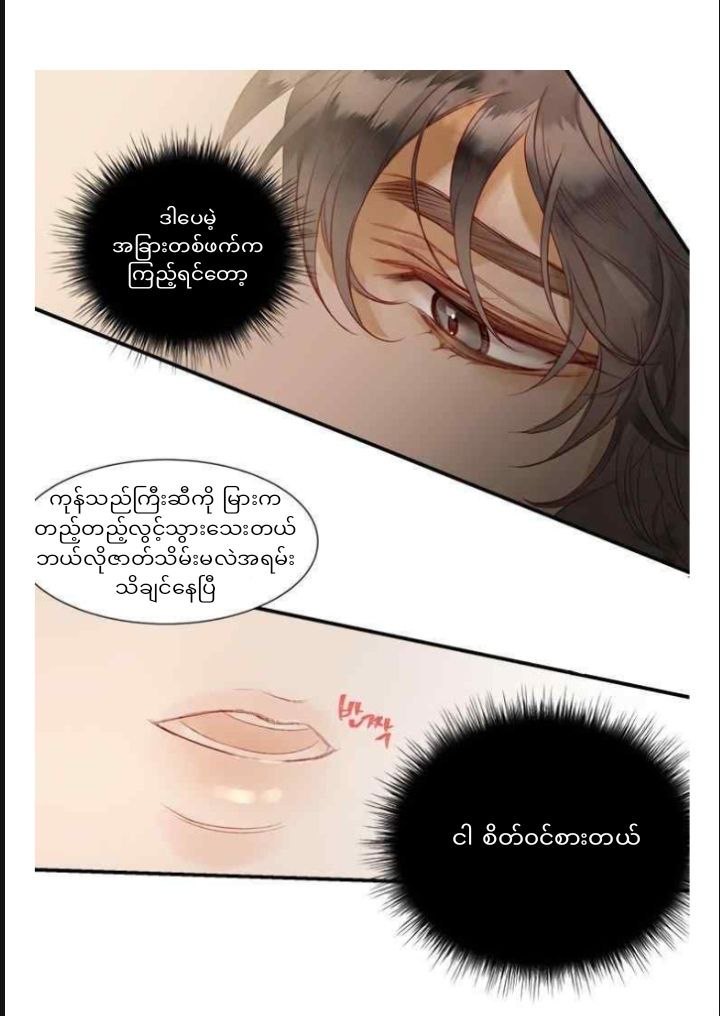 ဒါပေမဲ့
အခြားတစ်ဖက်က
ကြည့်ရင်တော့
ကုန်သည်ကြီးဆီကို မြားက
တည့်တည့်လွင့်သွားသေးတယ်
ဘယ်လိုဇာတ်သိမ်းမလဲအရမ်း
သိချင်နေပြီ
반짝
ငါ စိတ်ဝင်စားတယ်